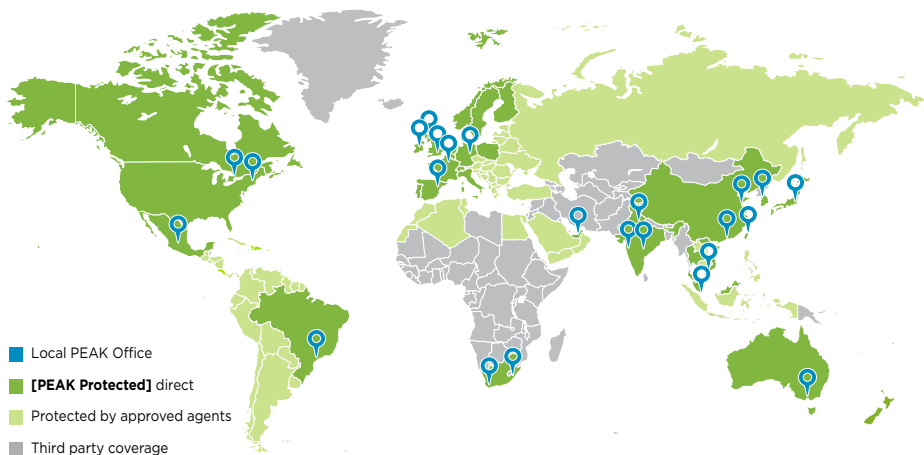 Local PEAK Office
[PEAK Protected] direct
Protected by approved agents
Third party coverage